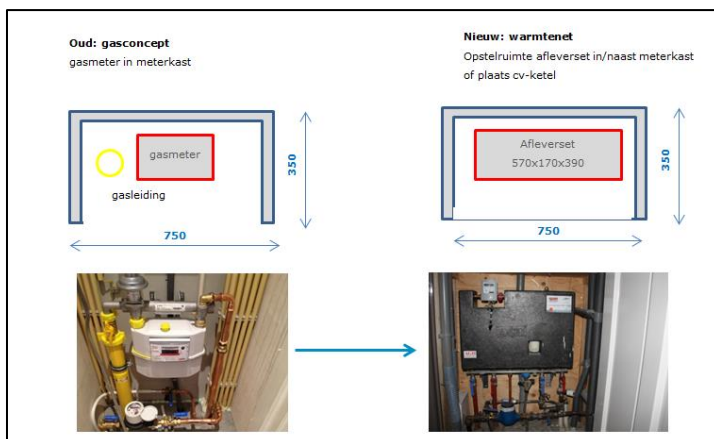 Oud: gasconcept
gasmeter in meterkast
Nieuw: warmtenet
Opstelruimte afleverset in/naast meterkast
of plaats cv-ketel
gasmeter
gasleiding
350
750
Afleverset
570x170x390
350
750